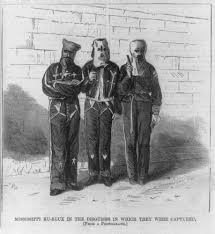 MISSISSIPPI KU-KLUX IN THE DISGUISES IN WHICH THEY WERE CAPTURED.
[FROM A PHOTOGRAPH.]